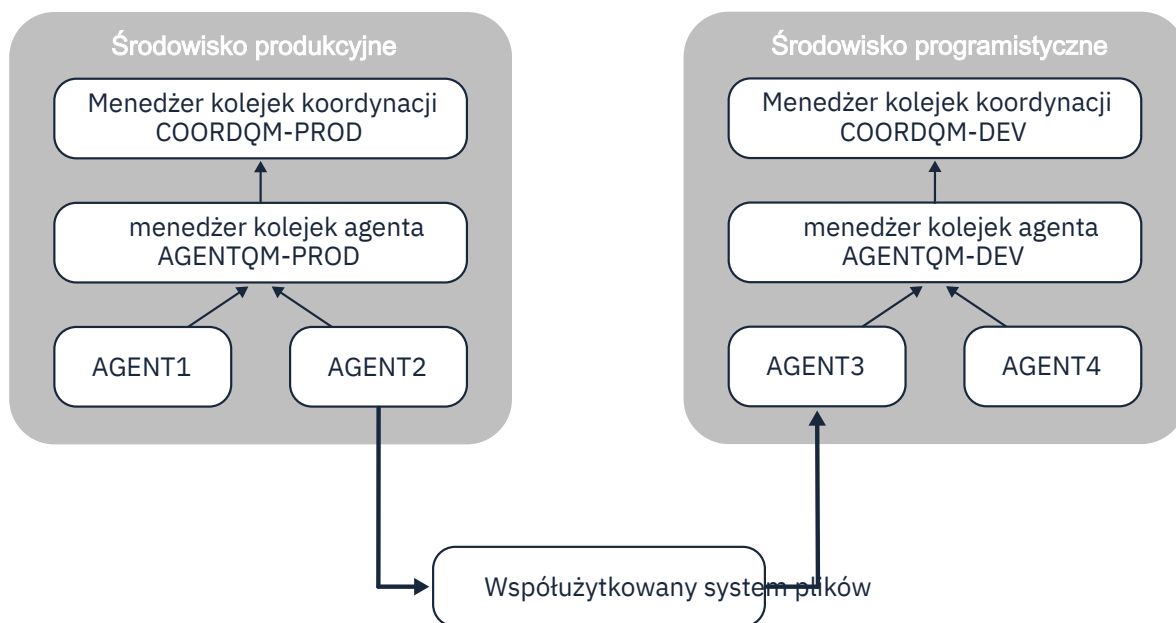 Środowisko produkcyjne
Menedżer kolejek koordynacji
COORDQM-PROD
menedżer kolejek agenta
AGENTQM-PROD
AGENT1
AGENT2
Środowisko programistyczne
Menedżer kolejek koordynacji
COORDQM-DEV
menedżer kolejek agenta
AGENTQM-DEV
AGENT3
AGENT4
Współużytkowany system plików